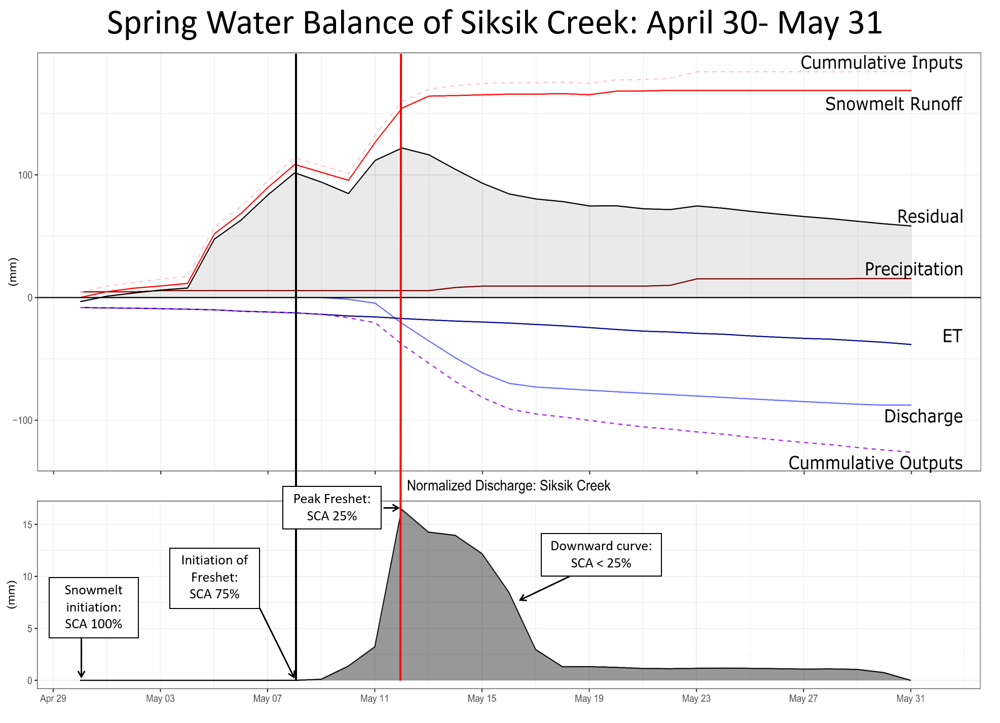 Spring Water Balance of Siksik Creek: April 30- May 31
Cummulative Inputs
Snowmelt Runoff
100
Residual
(mm)
Precipitation
0
ET
−100
Discharge
Cummulative Outputs
Normalized Discharge: Siksik Creek
Peak Freshet:
SCA 25%
15
Downward curve:
SCA < 25%
Initiation of
Freshet:
SCA 75%
10
Snowmelt
initiation:
SCA 100%
(mm)
5
0
Apr 29 May 03 May 07 May 11 May 15 May 19 May 23 May 27 May 31